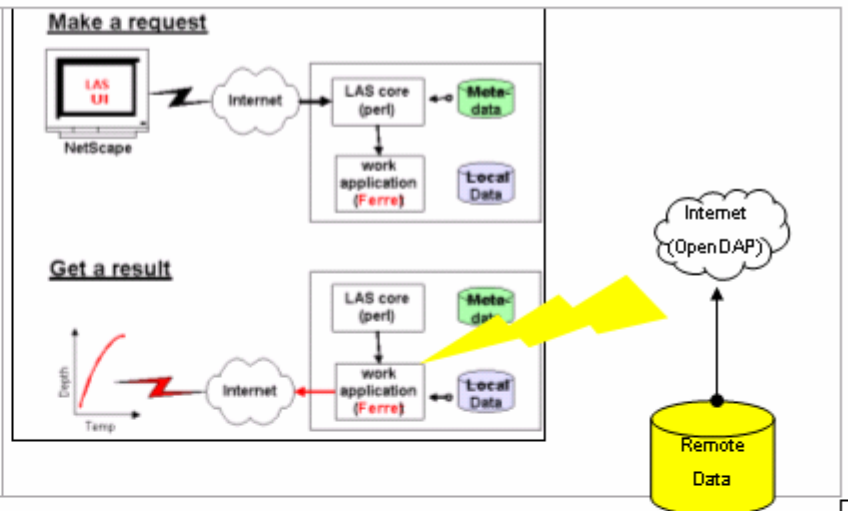 Make a request
LAS
UI
NetScape
Internet
LAS core
(perl)
Meta-
data
work
application
(Ferre)
Local
Data
Internet
(OpenDAP)
Get a result
Depth
Temp
Internet
LAS core
(perl)
Meta-
data
work
application
(Ferre)
Local
Data
Remote
Data